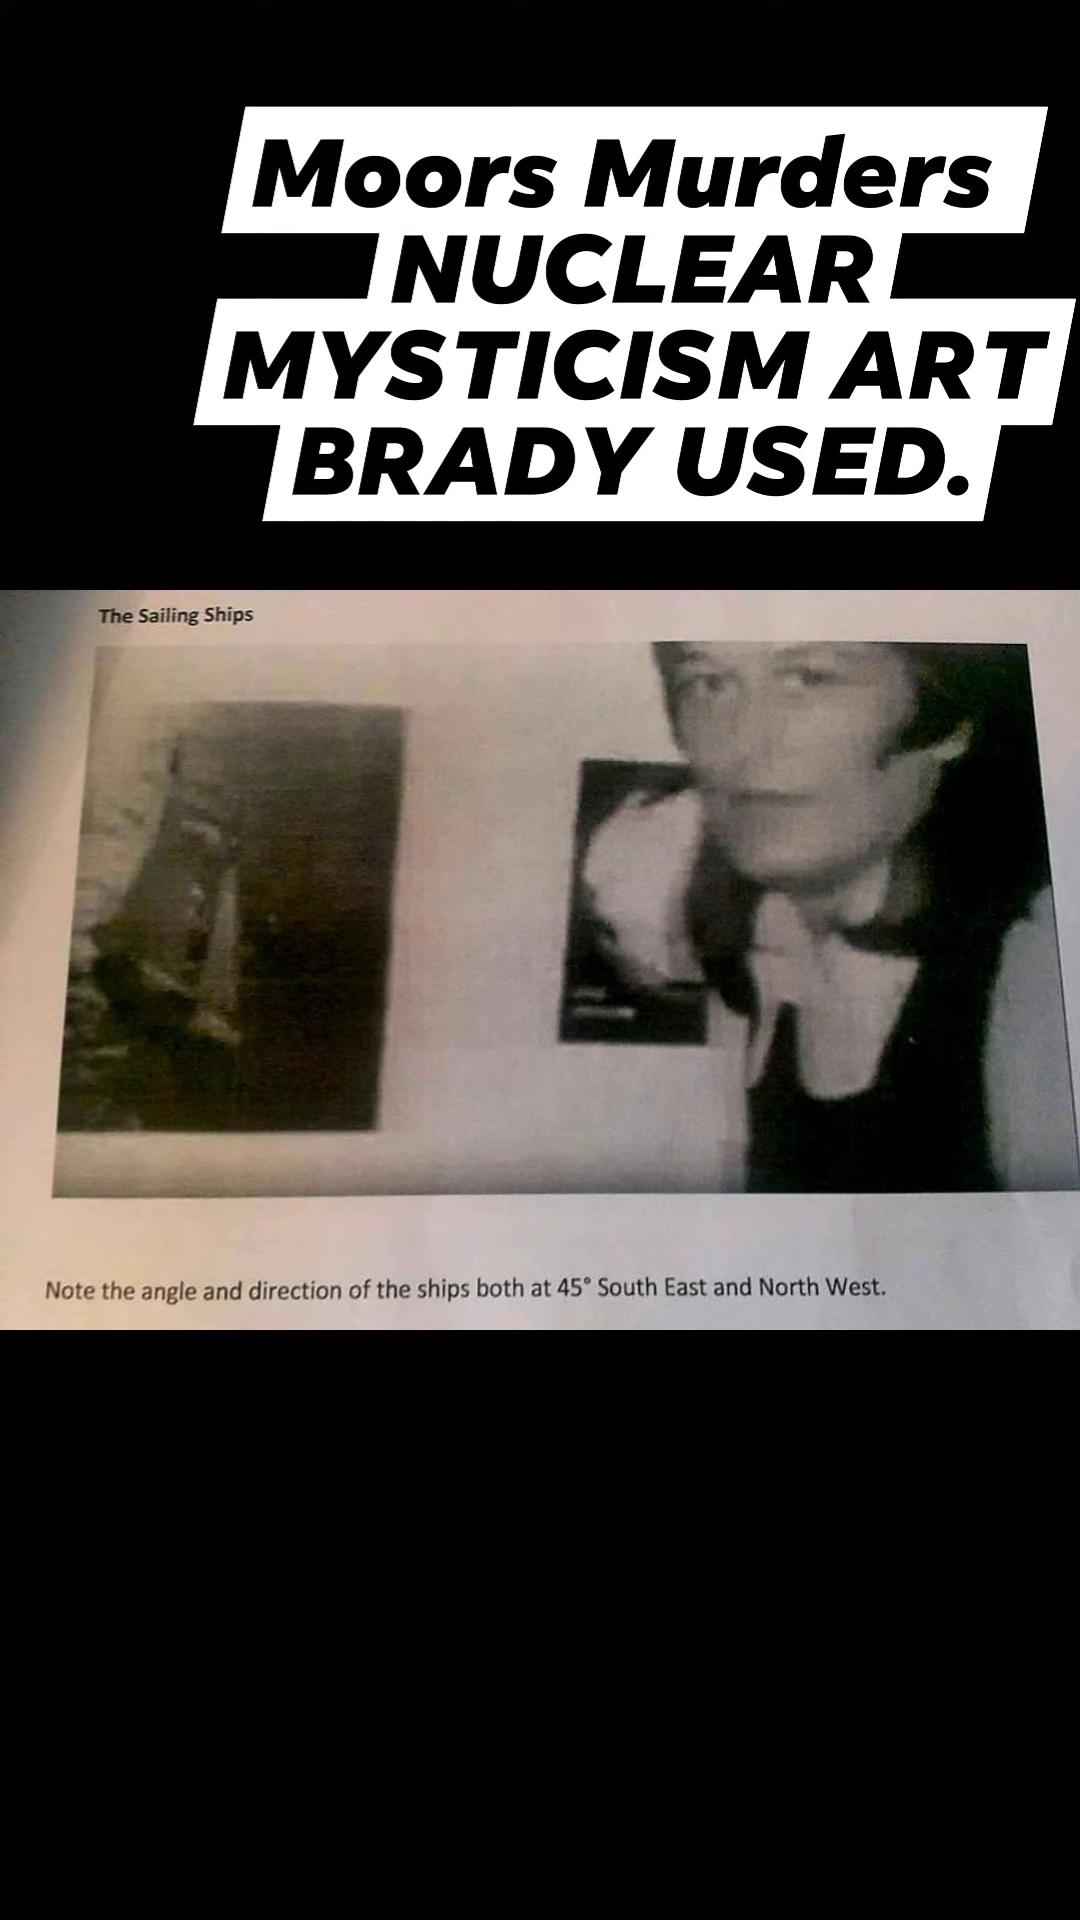 Moors Murders
NUCLEAR
MYSTICISM ART
BRADY USED.
The Sailing Ships
Note the angle and direction of the ships both at 45° South East and North West.